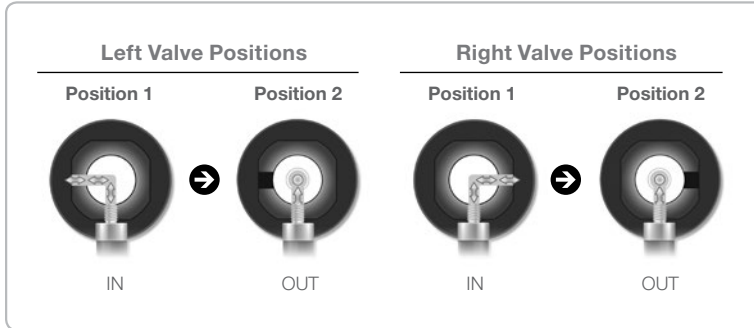 Left Valve Positions Right Valve Positions
Position 1 Position 2 Position 1 Position 2
IN OUT IN OUT